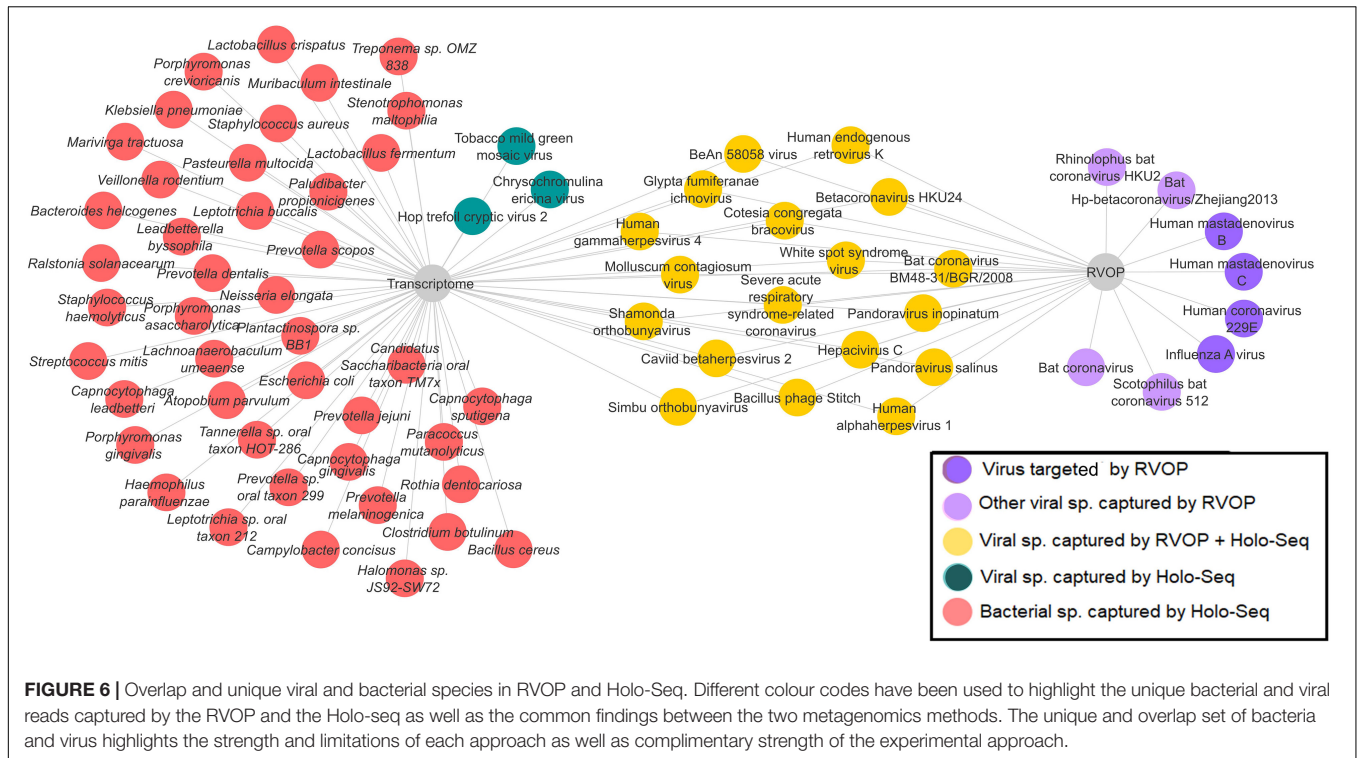 Lactobacillus crispatus
Treponema sp. OMZ
838
Porphyromonas
crevioricanis
Muribaculum intestinale
Klebsiella pneumoniae
Stenotrophomonas
maltophilia
Staphylococcus aureus
Marivirga tractuosa
Tobacco mild green
mosaic virus
Lactobacillus fermentum
Pasteurella multocida
Veillonella rodentium
Paludibacter
propionicigenes
Chrysochromulina
ericina virus
Bacteroides helcogenes
Leptotrichia buccalis
Hop trefoil cryptic virus 2
Leadbetterella
byssophila
Prevotella scopos
Ralstonia solanacearum
Prevotella dentalis
Transcriptome
Neisseria elongata
Staphylococcus
haemolyticus
Porphyromonas
asaccharolytica
Plantactinospora sp.
BB1
Streptococcus mitis
Lachnoanaerobaculum
umeaense
Candidatus
Saccharibacteria oral
taxon TM7x
Escherichia coli
Capnocytophaga
leadbetteri
Atopobium parvulum
Capnocytophaga
sputigena
Prevotella jejuni
Porphyromonas
gingivalis
Tannerella sp. oral
taxon HOT-286
Paracoccus
mutanolyticus
Capnocytophaga
gingivalis
Haemophilus
parainfluenzae
Prevotella sp.
oral taxon 299
Rothia dentocariosa
Prevotella
melaninogenica
Leptotrichia sp. oral
taxon 212
Clostridium botulinum
Campylobacter concisus
Bacillus cereus
Halomonas sp.
JS92-SW72
Human endogenous
retrovirus K
BeAn 58058 virus
Glypta fumiferanae
ichnovirus
Betacoronavirus HKU24
Cotesia congregata
bracovirus
Human
gammaherpesvirus 4
White spot syndrome
virus
Bat coronavirus
BM48-31/BGR/2008
Molluscum contagiosum
virus
Severe acute
respiratory
syndrome-related
coronavirus
Shamonda
orthobunyavirus
Pandoravirus inopinatum
Caviid betaherpesvirus 2
Hepacivirus C
Pandoravirus salinus
Simbu orthobunyavirus
Bacillus phage Stitch
Human
alphaherpesvirus 1
Rhinolophus bat
coronavirus HKU2
Bat
Hp-betacoronavirus/Zhejiang2013
Human mastadenovirus
B
RVOP
Human mastadenovirus
C
Human coronavirus
229E
Influenza A virus
Bat coronavirus
Scotophilus bat
coronavirus 512
Virus targeted by RVOP
Other viral sp. captured by RVOP
Viral sp. captured by RVOP + Holo-Seq
Viral sp. captured by Holo-Seq
Bacterial sp. captured by Holo-Seq
FIGURE 6 | Overlap and unique viral and bacterial species in RVOP and Holo-Seq. Different colour codes have been used to highlight the unique bacterial and viral
reads captured by the RVOP and the Holo-seq as well as the common findings between the two metagenomics methods. The unique and overlap set of bacteria
and virus highlights the strength and limitations of each approach as well as complimentary strength of the experimental approach.